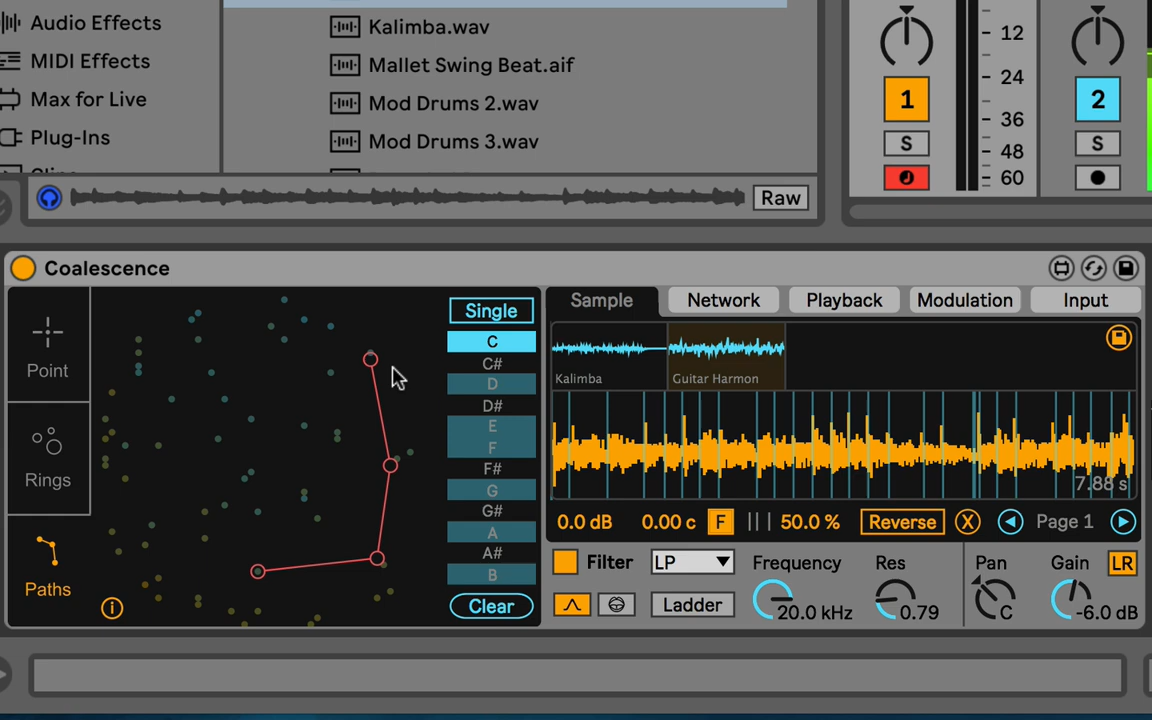 Audio Effects
MIDI Effects
Max for Live
Plug-Ins
Kalimba.wav
Mallet Swing Beat.aif
Mod Drums 2.wav
Mod Drums 3.wav
Raw
12
24
36
48
60
1
S
2
S
Coalescence
Point
Rings
Paths
Single
C
C#
D
D#
E
F
F#
G
G#
A
A#
B
Clear
Sample Network Playback Modulation Input
Kalimba Guitar Harmon
7.88 s
0.0 dB 0.00 c F 50.0 % Reverse X Page 1
Filter LP Frequency Res Pan Gain LR
Ladder 20.0 kHz 0.79 C -6.0 dB